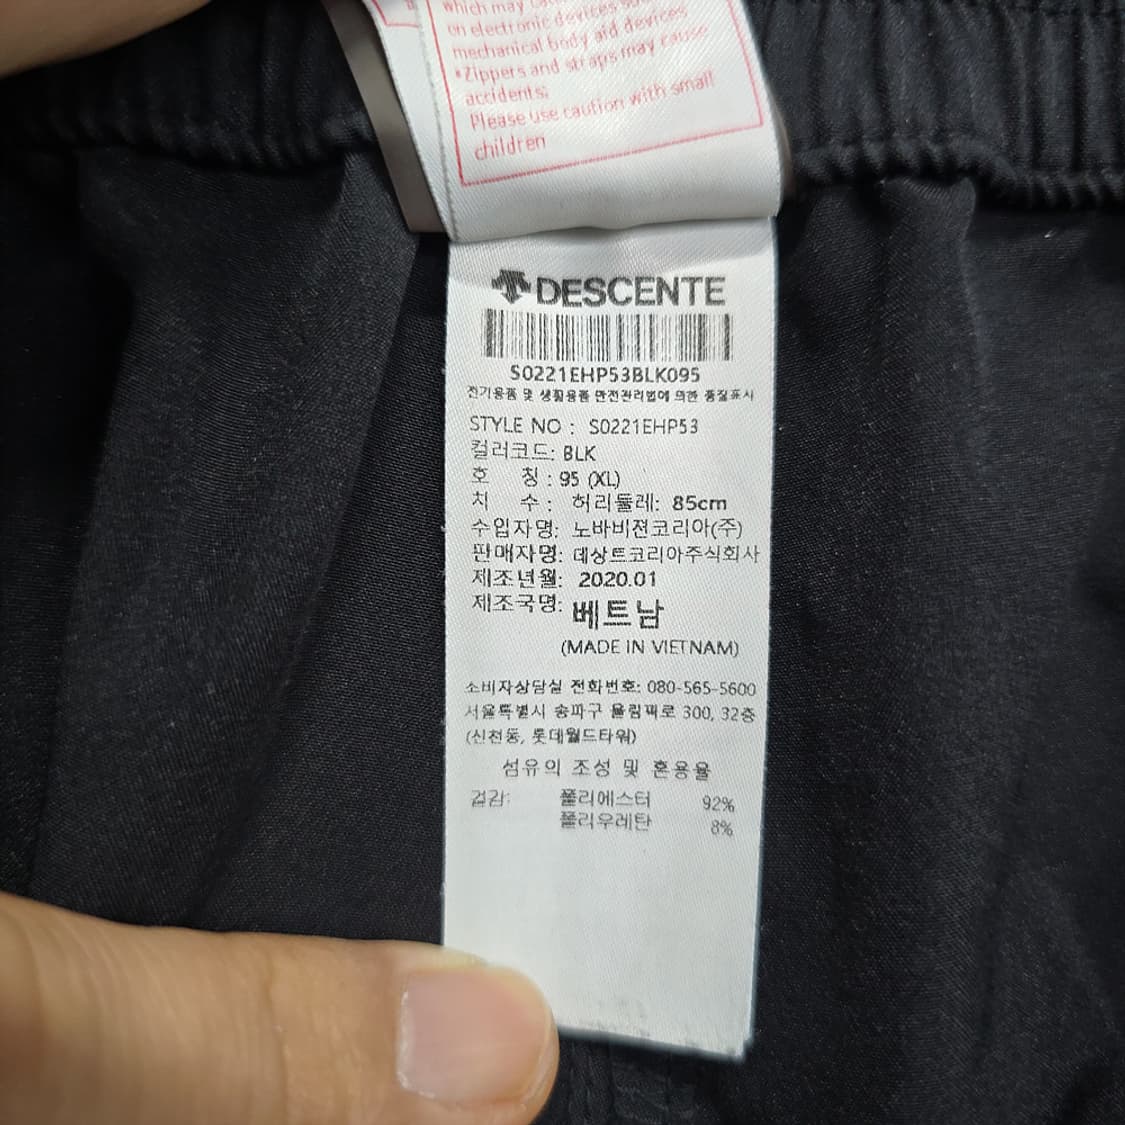 which may
on electronic devices
mechanical body aid devices
*Zippers and straps may cause
accidents;
Please use caution with small
children
DESCENTE
S0221EHP53BLK095
전기용품 및 생활용품 안전관리법에 의한 품질표시
STYLE NO : S0221EHP53
컬러코드: BLK
호 칭 : 95 (XL)
치 수 : 허리둘레: 85cm
수입자명: 노바비젼코리아(주)
판매자명: 데상트코리아주식회사
제조년월: 2020.01
제조국명: 베트남
(MADE IN VIETNAM)
소비자상담실 전화번호: 080-565-5600
서울특별시 송파구 올림픽로 300, 32층
(신천동, 롯데월드타워)
섬유의 조성 및 혼용율
겉감: 폴리에스터 92%
폴리우레탄 8%